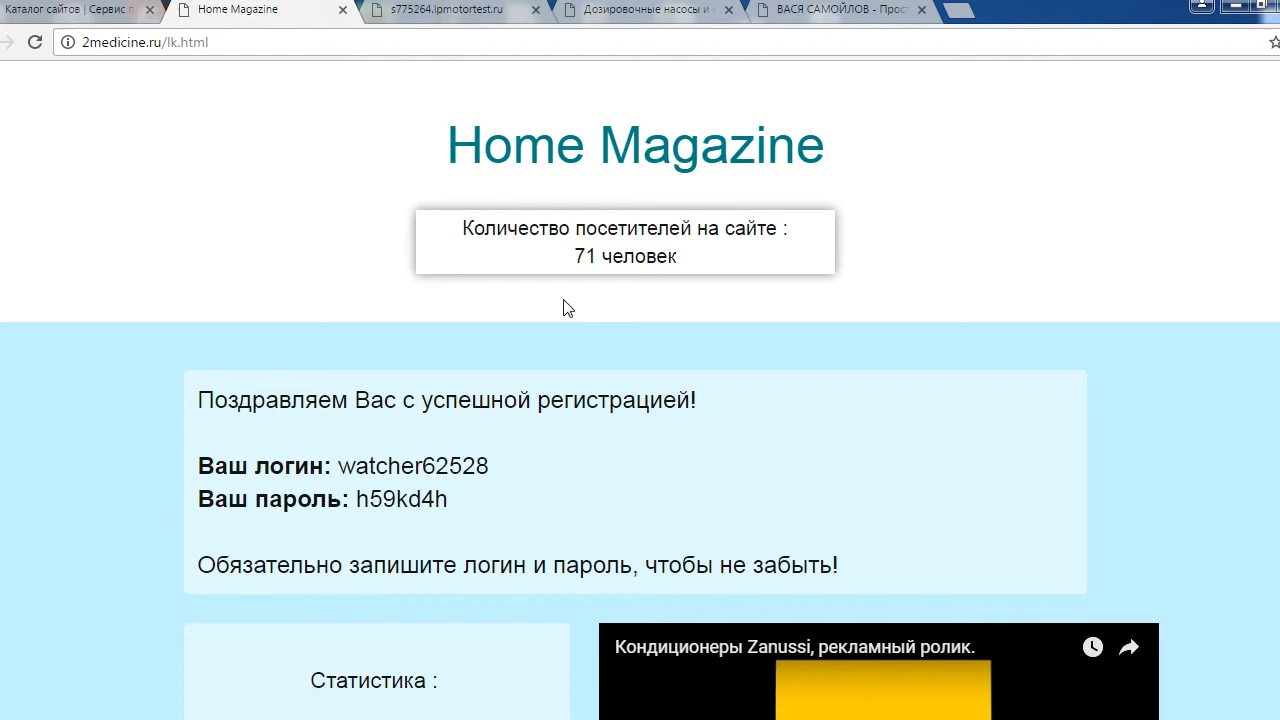 Каталог сайтов | Сервис п
Home Magazine
s775264.lpmotortest.ru
Дозировочные насосы и
ВАСЯ САМОЙЛОВ - Прос
2medicine.ru/lk.html
Home Magazine
Количество посетителей на сайте :
71 человек
Поздравляем Вас с успешной регистрацией!
Ваш логин: watcher62528
Ваш пароль: h59kd4h
Обязательно запишите логин и пароль, чтобы не забыть!
Кондиционеры Zanussi, рекламный ролик.
Статистика :